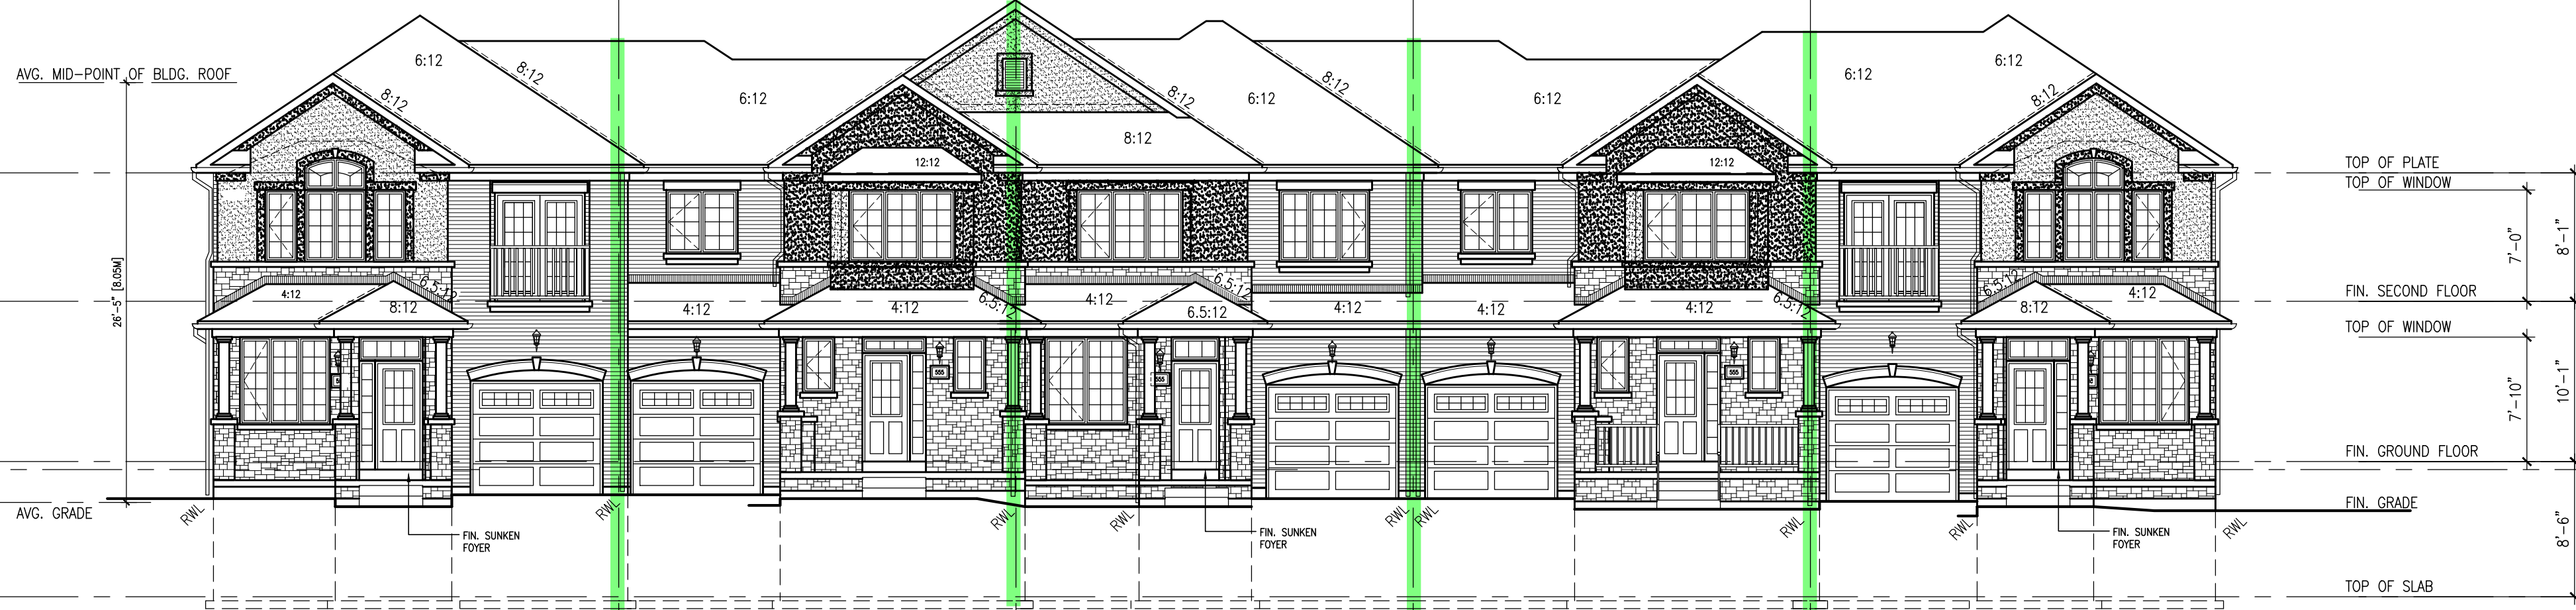 AVG. MID-POINT OF BLDG. ROOF
6:12
8:12
8:12
6:12
8:12
8:12
6:12
8:12
6:12
6:12
6:12
8:12
12:12
12:12
TOP OF PLATE
TOP OF WINDOW
7'-0"
8'-1"
26'-5" [8.05M]
4:12
8:12
6.5:12
4:12
4:12
6.5:12
4:12
6.5:12
6.5:12
4:12
4:12
4:12
6.5:12
6.5:12
8:12
4:12
FIN. SECOND FLOOR
TOP OF WINDOW
555
555
555
7'-10"
10'-1"
FIN. GROUND FLOOR
AVG. GRADE
RWL
RWL
RWL
RWL
RWL
RWL
RWL
RWL
FIN. GRADE
FIN. SUNKEN
FOYER
FIN. SUNKEN
FOYER
FIN. SUNKEN
FOYER
8'-6"
TOP OF SLAB